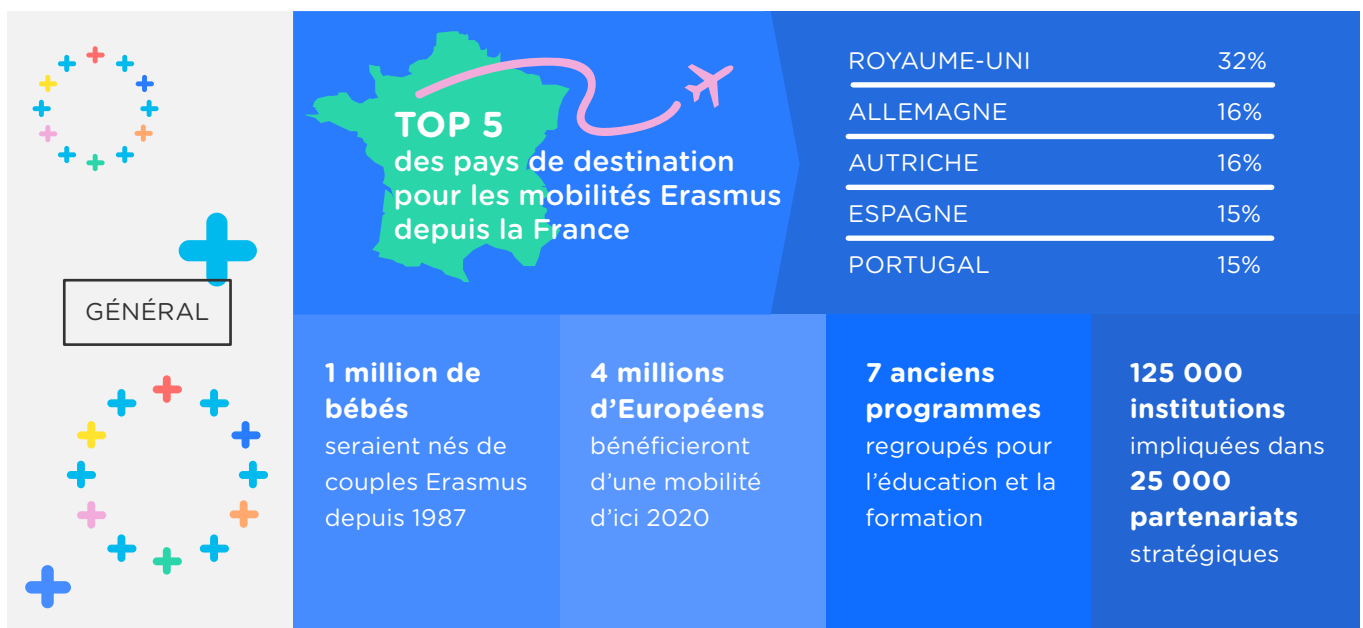 GÉNÉRAL
TOP 5
des pays de destination
pour les mobilités Erasmus
depuis la France
ROYAUME-UNI 32%
ALLEMAGNE 16%
AUTRICHE 16%
ESPAGNE 15%
PORTUGAL 15%
1 million de
bébés
seraient nés de
couples Erasmus
depuis 1987
4 millions
d’Européens
bénéficieront
d’une mobilité
d’ici 2020
7 anciens
programmes
regroupés pour
l’éducation et la
formation
125 000
institutions
impliquées dans
25 000
partenariats
stratégiques